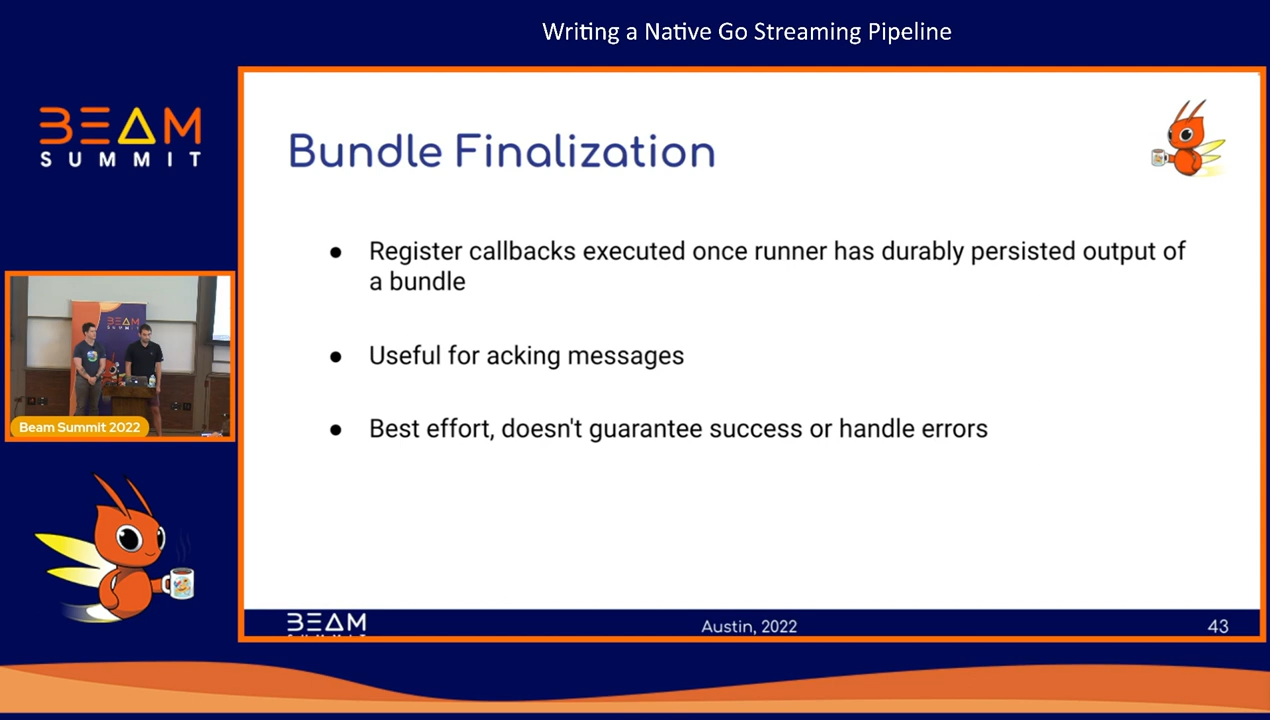 Writing a Native Go Streaming Pipeline
BEAM
SUMMIT
Bundle Finalization
● Register callbacks executed once runner has durably persisted output of
a bundle
● Useful for acking messages
● Best effort, doesn't guarantee success or handle errors
BEAM
SUMMIT
Beam Summit 2022
BEAM
Austin, 2022
43